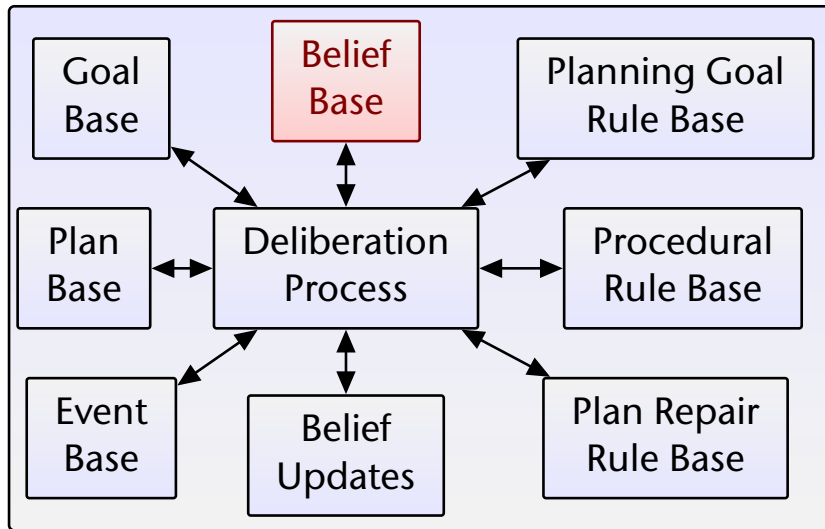 Goal
Base
Belief
Base
Planning Goal
Rule Base
Plan
Base
Deliberation
Process
Procedural
Rule Base
Event
Base
Belief
Updates
Plan Repair
Rule Base